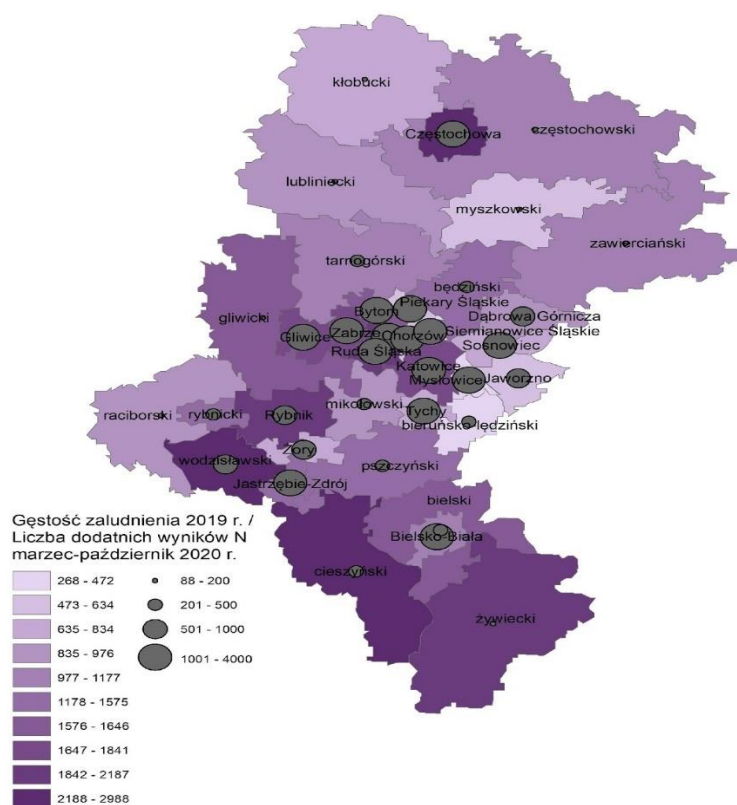 kłobucki
Częstochowa
częstochowski
lubliniecki
myszkowski
zawierciański
tarnogórski
będziński
gliwicki
Bytom
Piekary Śląskie
Dąbrowa Górnicza
Gliwice
Zabrze
Chorzów
Siemianowice Śląskie
Ruda Śląska
Sosnowiec
Katowice
Mysłowice
Jaworzno
raciborski
rybnicki
Rybnik
mikołowski
Tychy
bieruńsko-lędziński
wodzisławski
Żory
pszczyński
Jastrzębie-Zdrój
bielski
Bielsko-Biała
cieszyński
żywiecki
Gęstość zaludnienia 2019 r. /
Liczba dodatnich wyników N
marzec-październik 2020 r.
268 - 472
473 - 634
635 - 834
835 - 976
977 - 1177
1178 - 1575
1576 - 1646
1647 - 1841
1842 - 2187
2188 - 2988
88 - 200
201 - 500
501 - 1000
1001 - 4000